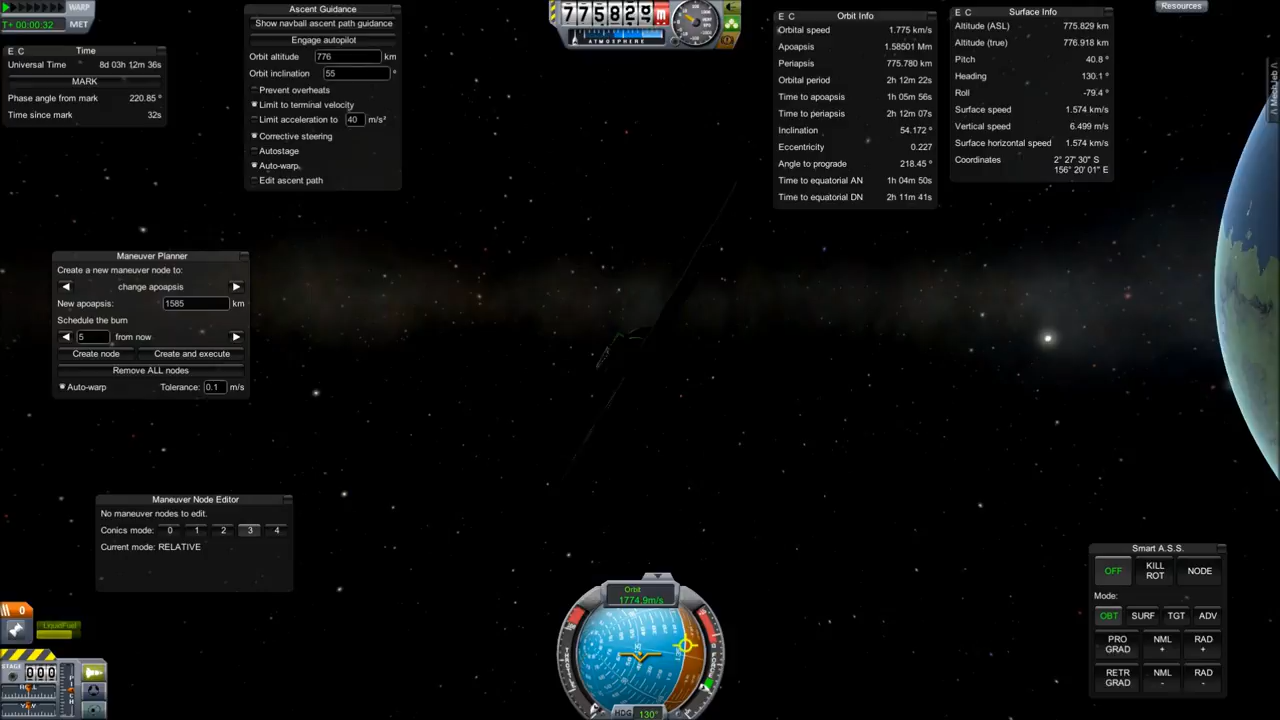 WARP
T+ 00:00:32 MET
E C Time
Universal Time 8d 03h 12m 36s
MARK
Phase angle from mark 220.85 º
Time since mark 32s
Ascent Guidance
Show navball ascent path guidance
Engage autopilot
Orbit altitude 776 km
Orbit inclination 55 º
Prevent overheats
Limit to terminal velocity
Limit acceleration to 40 m/s²
Corrective steering
Autostage
Auto-warp
Edit ascent path
775829 m
ATMOSPHERE
E C Orbit Info
Orbital speed 1.775 km/s
Apoapsis 1.58501 Mm
Periapsis 775.780 km
Orbital period 2h 12m 22s
Time to apoapsis 1h 05m 56s
Time to periapsis 2h 12m 07s
Inclination 54.172 º
Eccentricity 0.227
Angle to prograde 218.45 º
Time to equatorial AN 1h 04m 50s
Time to equatorial DN 2h 11m 41s
E C Surface Info
Altitude (ASL) 775.829 km
Altitude (true) 776.918 km
Pitch 40.8 º
Heading 130.1 º
Roll -79.4 º
Surface speed 1.574 km/s
Vertical speed 6.499 m/s
Surface horizontal speed 1.574 km/s
Coordinates 2° 27' 30" S
156° 20' 01" E
Resources
/\ MechJeb /\
Maneuver Planner
Create a new maneuver node to:
◀ change apoapsis ▶
New apoapsis: 1585 km
Schedule the burn
◀ 5 from now ▶
Create node Create and execute
Remove ALL nodes
Auto-warp Tolerance: 0.1 m/s
Maneuver Node Editor
No maneuver nodes to edit.
Conics mode: 0 1 2 3 4
Current mode: RELATIVE
0
LiquidFuel
STAGE
000
ROLL
YAW
PITCH
Orbit
1774.9m/s
HDG 130°
Smart A.S.S.
OFF KILL ROT NODE
Mode:
OBT SURF TGT ADV
PRO GRAD NML + RAD +
RETR GRAD NML - RAD -